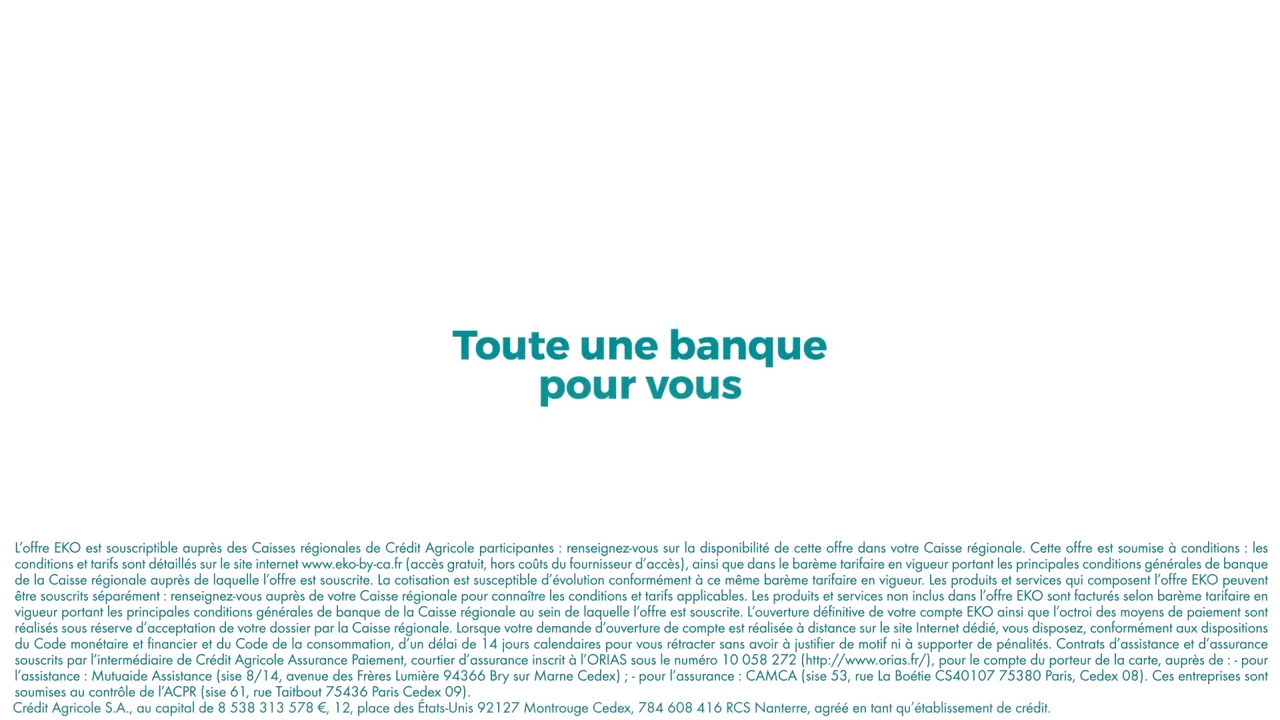 Toute une banque
pour vous
L’offre EKO est souscriptible auprès des Caisses régionales de Crédit Agricole participantes : renseignez-vous sur la disponibilité de cette offre dans votre Caisse régionale. Cette offre est soumise à conditions : les
conditions et tarifs sont détaillés sur le site internet www.eko-by-ca.fr (accès gratuit, hors coûts du fournisseur d’accès), ainsi que dans le barème tarifaire en vigueur portant les principales conditions générales de banque
de la Caisse régionale auprès de laquelle l’offre est souscrite. La cotisation est susceptible d’évolution conformément à ce même barème tarifaire en vigueur. Les produits et services qui composent l’offre EKO peuvent
être souscrits séparément : renseignez-vous auprès de votre Caisse régionale pour connaître les conditions et tarifs applicables. Les produits et services non inclus dans l’offre EKO sont facturés selon barème tarifaire en
vigueur portant les principales conditions générales de banque de la Caisse régionale au sein de laquelle l’offre est souscrite. L’ouverture définitive de votre compte EKO ainsi que l’octroi des moyens de paiement sont
réalisés sous réserve d’acceptation de votre dossier par la Caisse régionale. Lorsque votre demande d’ouverture de compte est réalisée à distance sur le site Internet dédié, vous disposez, conformément aux dispositions
du Code monétaire et financier et du Code de la consommation, d’un délai de 14 jours calendaires pour vous rétracter sans avoir à justifier de motif ni à supporter de pénalités. Contrats d’assistance et d’assurance
souscrits par l’intermédiaire de Crédit Agricole Assurance Paiement, courtier d’assurance inscrit à l’ORIAS sous le numéro 10 058 272 (http://www.orias.fr/), pour le compte du porteur de la carte, auprès de : - pour
l’assistance : Mutuaide Assistance (sise 8/14, avenue des Frères Lumière 94366 Bry sur Marne Cedex) ; - pour l’assurance : CAMCA (sise 53, rue La Boétie CS40107 75380 Paris, Cedex 08). Ces entreprises sont
soumises au contrôle de l’ACPR (sise 61, rue Taitbout 75436 Paris Cedex 09).
Crédit Agricole S.A., au capital de 8 538 313 578 €, 12, place des États-Unis 92127 Montrouge Cedex, 784 608 416 RCS Nanterre, agréé en tant qu’établissement de crédit.